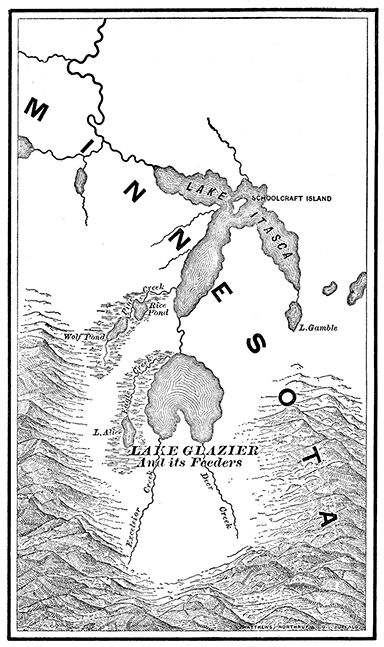 MINNESOTA
LAKE ITASCA
SCHOOLCRAFT ISLAND
L. Gamble
Creek
Rice
Pond
Wolf Pond
Creek
L. Alice
LAKE GLAZIER
And its Feeders
Excelsior Creek
Deer Creek
MATTHEWS, NORTHRUP & CO., BUFFALO